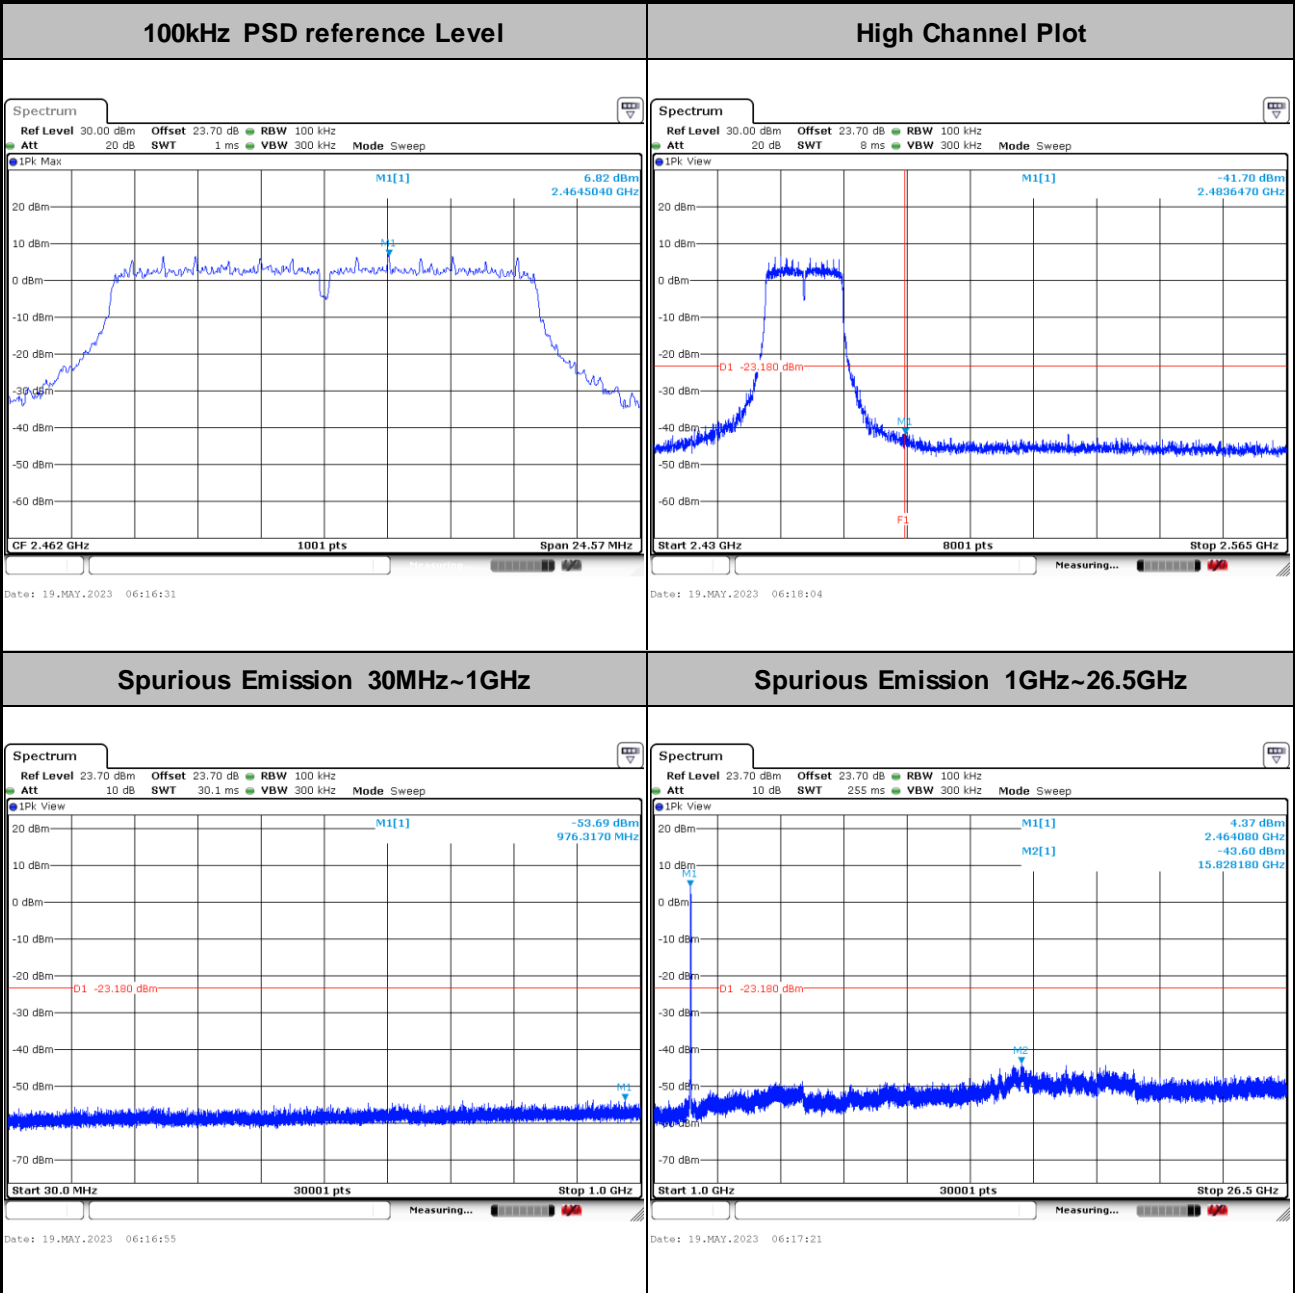 100kHz PSD reference Level
High Channel Plot
Spectrum
Ref Level 30.00 dBm Offset 23.70 dB RBW 100 kHz
Att 20 dB SWT 1 ms VBW 300 kHz Mode Sweep
1Pk Max
M1[1] 6.82 dBm
2.4645040 GHz
20 dBm
10 dBm
M1
0 dBm
-10 dBm
-20 dBm
-30 dBm
-40 dBm
-50 dBm
-60 dBm
CF 2.462 GHz 1001 pts Span 24.57 MHz
Measuring...
Date: 19.MAY.2023 06:16:31
Spectrum
Ref Level 30.00 dBm Offset 23.70 dB RBW 100 kHz
Att 20 dB SWT 8 ms VBW 300 kHz Mode Sweep
1Pk View
M1[1] -41.70 dBm
2.4836470 GHz
20 dBm
10 dBm
0 dBm
-10 dBm
-20 dBm
D1 -23.180 dBm
-30 dBm
-40 dBm
M1
-50 dBm
-60 dBm
F1
Start 2.43 GHz 8001 pts Stop 2.565 GHz
Measuring...
Date: 19.MAY.2023 06:18:04
Spurious Emission 30MHz~1GHz
Spurious Emission 1GHz~26.5GHz
Spectrum
Ref Level 23.70 dBm Offset 23.70 dB RBW 100 kHz
Att 10 dB SWT 30.1 ms VBW 300 kHz Mode Sweep
1Pk View
M1[1] -53.69 dBm
976.3170 MHz
20 dBm
10 dBm
0 dBm
-10 dBm
-20 dBm
D1 -23.180 dBm
-30 dBm
-40 dBm
-50 dBm
M1
-60 dBm
-70 dBm
Start 30.0 MHz 30001 pts Stop 1.0 GHz
Measuring...
Date: 19.MAY.2023 06:16:55
Spectrum
Ref Level 23.70 dBm Offset 23.70 dB RBW 100 kHz
Att 10 dB SWT 255 ms VBW 300 kHz Mode Sweep
1Pk View
M1[1] 4.37 dBm
2.464080 GHz
M2[1] -43.60 dBm
15.828180 GHz
20 dBm
10 dBm
M1
0 dBm
-10 dBm
-20 dBm
D1 -23.180 dBm
-30 dBm
-40 dBm
M2
-50 dBm
-60 dBm
-70 dBm
Start 1.0 GHz 30001 pts Stop 26.5 GHz
Measuring...
Date: 19.MAY.2023 06:17:21